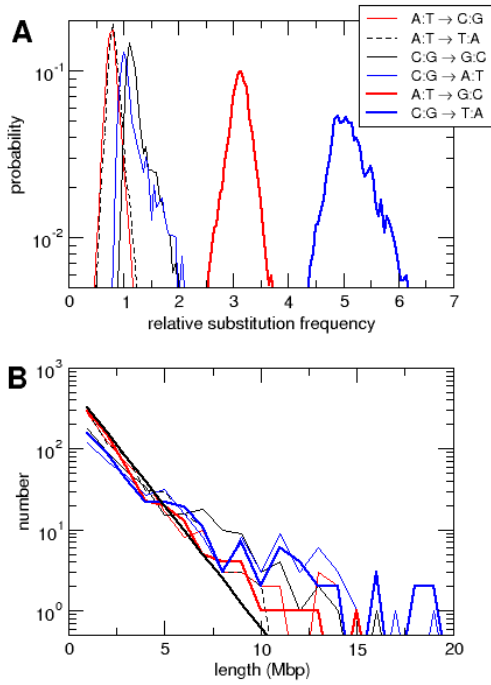 A
A:T → C:G
A:T → T:A
C:G → G:C
C:G → A:T
A:T → G:C
C:G → T:A
probability
10⁻¹
10⁻²
0 1 2 3 4 5 6 7
relative substitution frequency
B
number
10³
10²
10¹
10⁰
0 5 10 15 20
length (Mbp)